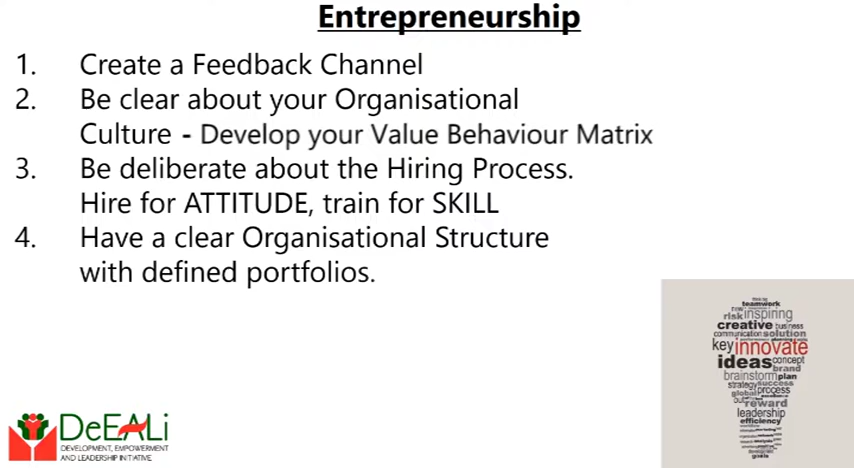 Entrepreneurship
1. Create a Feedback Channel
2. Be clear about your Organisational
Culture - Develop your Value Behaviour Matrix
3. Be deliberate about the Hiring Process.
Hire for ATTITUDE, train for SKILL
4. Have a clear Organisational Structure
with defined portfolios.
teamwork
risk inspiring
creative business
communication solution
key innovate
ideas concept
brand
brainstorm plan
strategy success
global process
reward
leadership
efficiency
goals
DeEALi
DEVELOPMENT, EMPOWERMENT
AND LEADERSHIP INITIATIVE